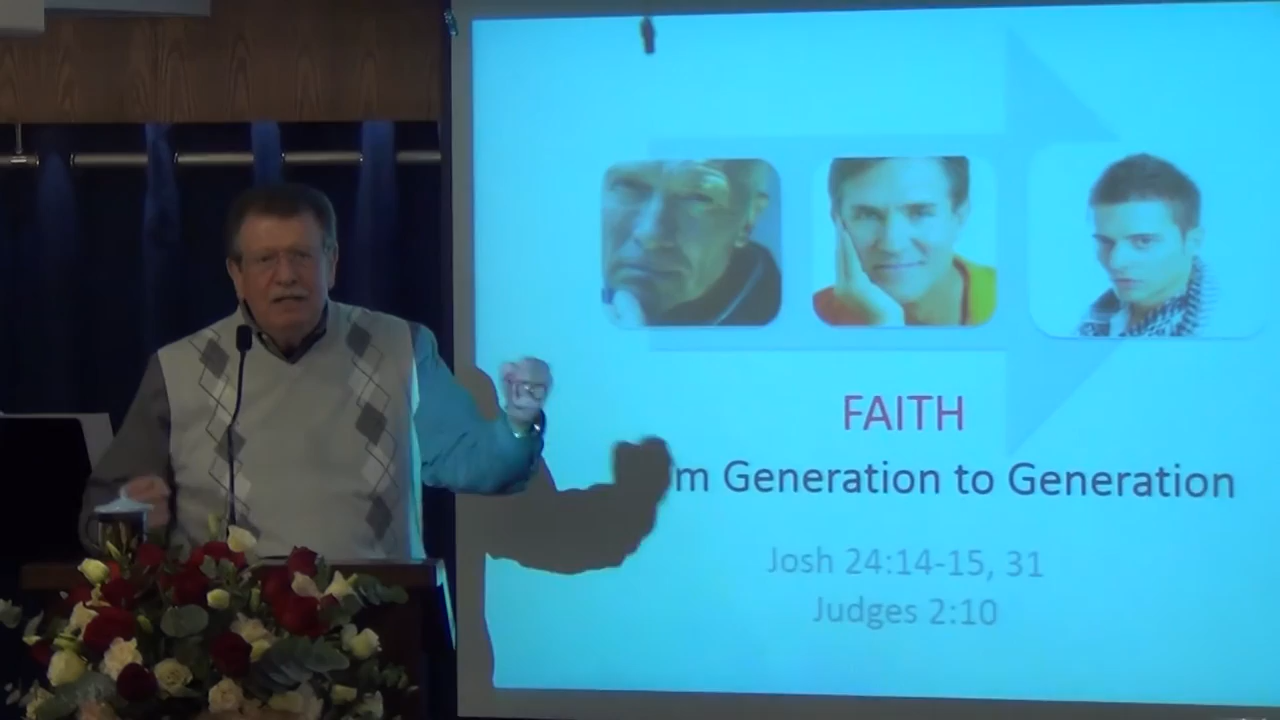 FAITH
m Generation to Generation
Josh 24:14-15, 31
Judges 2:10